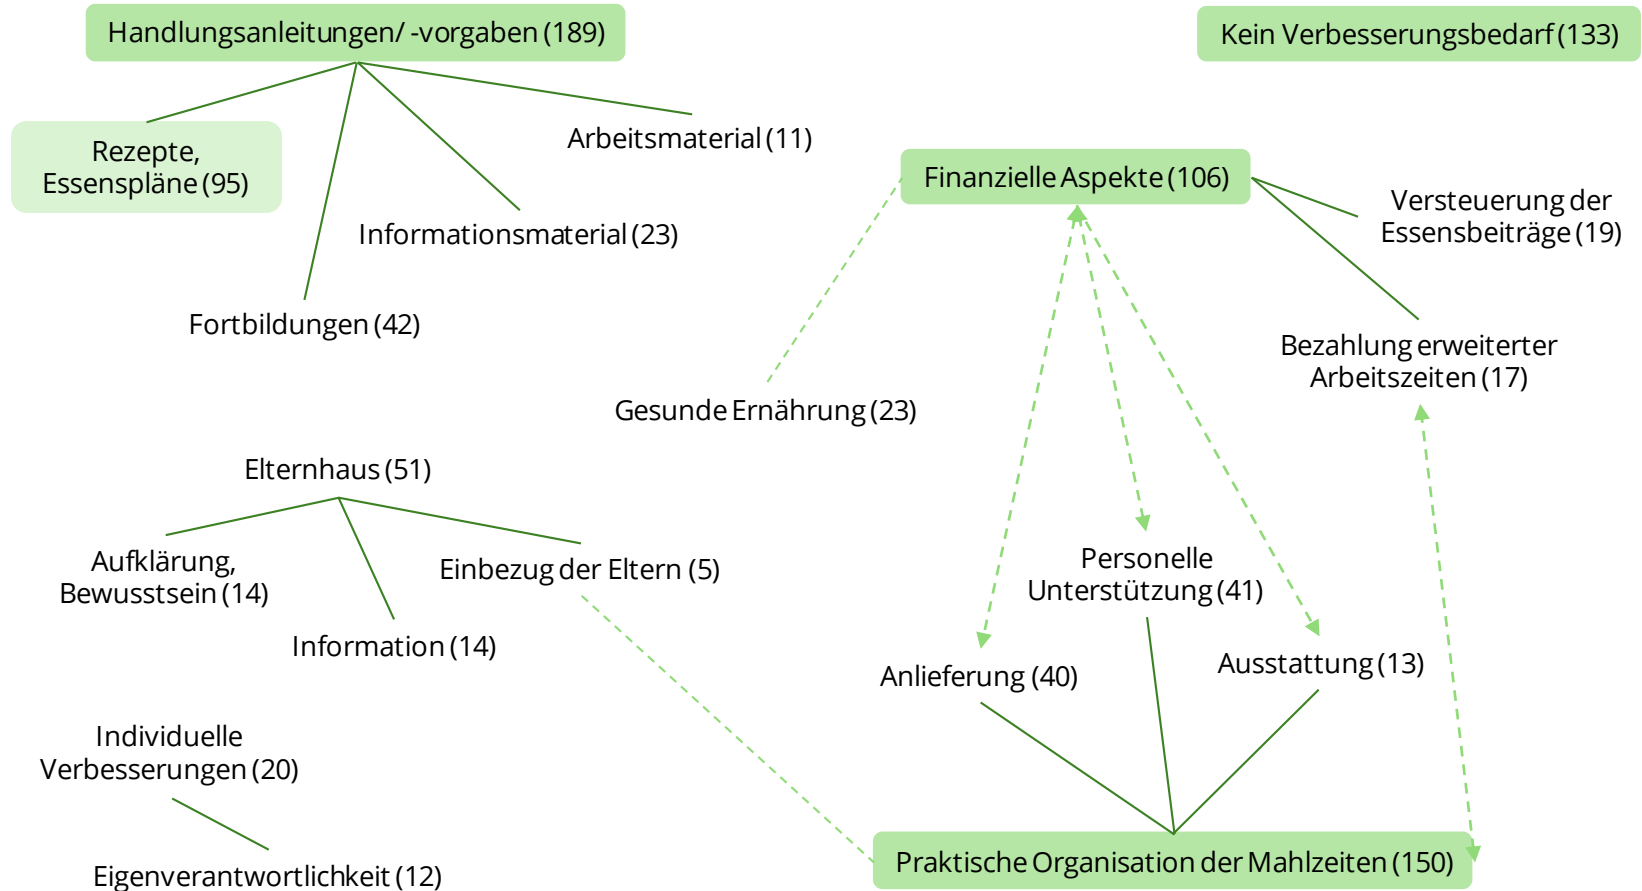 Handlungsanleitungen/ -vorgaben (189)
Kein Verbesserungsbedarf (133)
Rezepte,
Essenspläne (95)
Arbeitsmaterial (11)
Informationsmaterial (23)
Fortbildungen (42)
Finanzielle Aspekte (106)
Versteuerung der
Essensbeiträge (19)
Bezahlung erweiterter
Arbeitszeiten (17)
Gesunde Ernährung (23)
Elternhaus (51)
Aufklärung,
Bewusstsein (14)
Information (14)
Einbezug der Eltern (5)
Personelle
Unterstützung (41)
Anlieferung (40)
Ausstattung (13)
Individuelle
Verbesserungen (20)
Eigenverantwortlichkeit (12)
Praktische Organisation der Mahlzeiten (150)